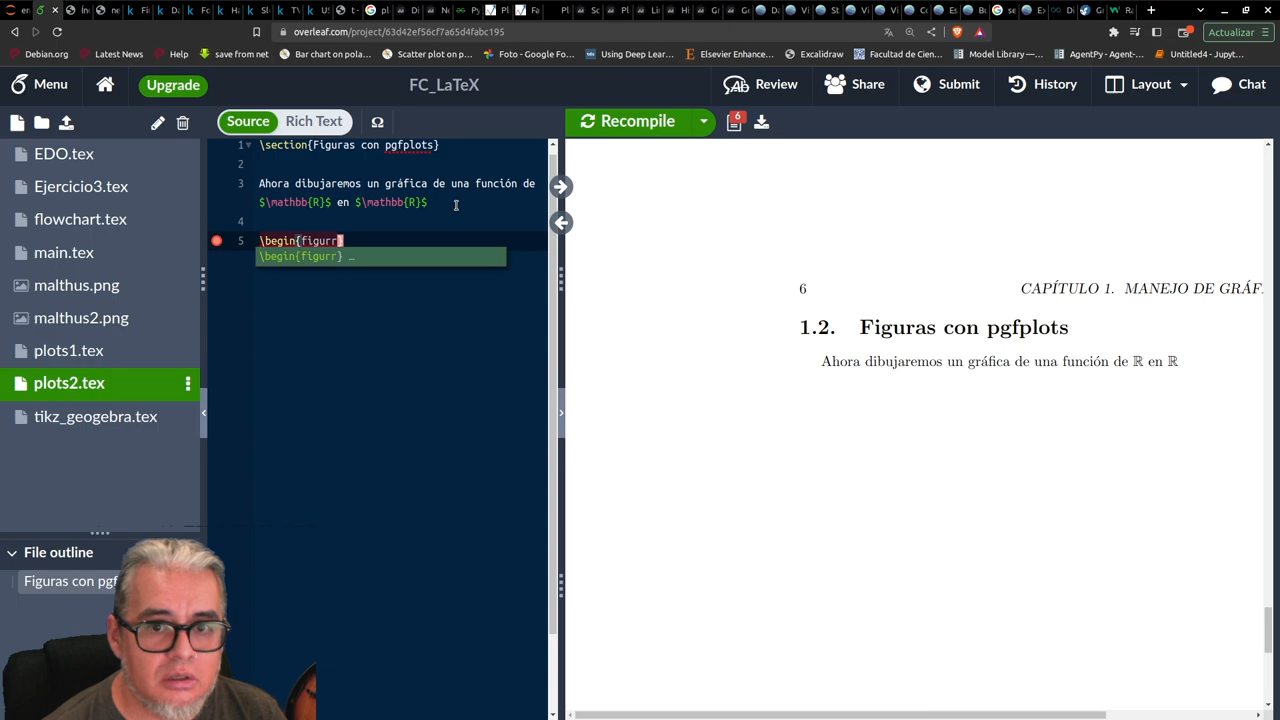 overleaf.com/project/63d42ef56cf7a65d4fabc195
Actualizar
Debian.org
Latest News
Help
save from net
Bar chart on polar...
Scatter plot on p...
Foto - Google Fo...
Using Deep Lear...
Elsevier Enhance...
Excalidraw
Facultad de Cien...
Model Library —...
AgentPy - Agent-...
Untitled4 - Jupyt...
Menu
Upgrade
FC_LaTeX
Review
Share
Submit
History
Layout
Chat
Source
Rich Text
Ω
Recompile
6
EDO.tex
Ejercicio3.tex
flowchart.tex
main.tex
malthus.png
malthus2.png
plots1.tex
plots2.tex
tikz_geogebra.tex
File outline
Figuras con pgf
1 \section{Figuras con pgfplots}
2
3 Ahora dibujaremos un gráfica de una función de
$\mathbb{R}$ en $\mathbb{R}$
4
5 \begin{figurr}
\begin{figurr} …
6 CAPÍTULO 1. MANEJO DE GRÁF
1.2. Figuras con pgfplots
Ahora dibujaremos un gráfica de una función de ℝ en ℝ